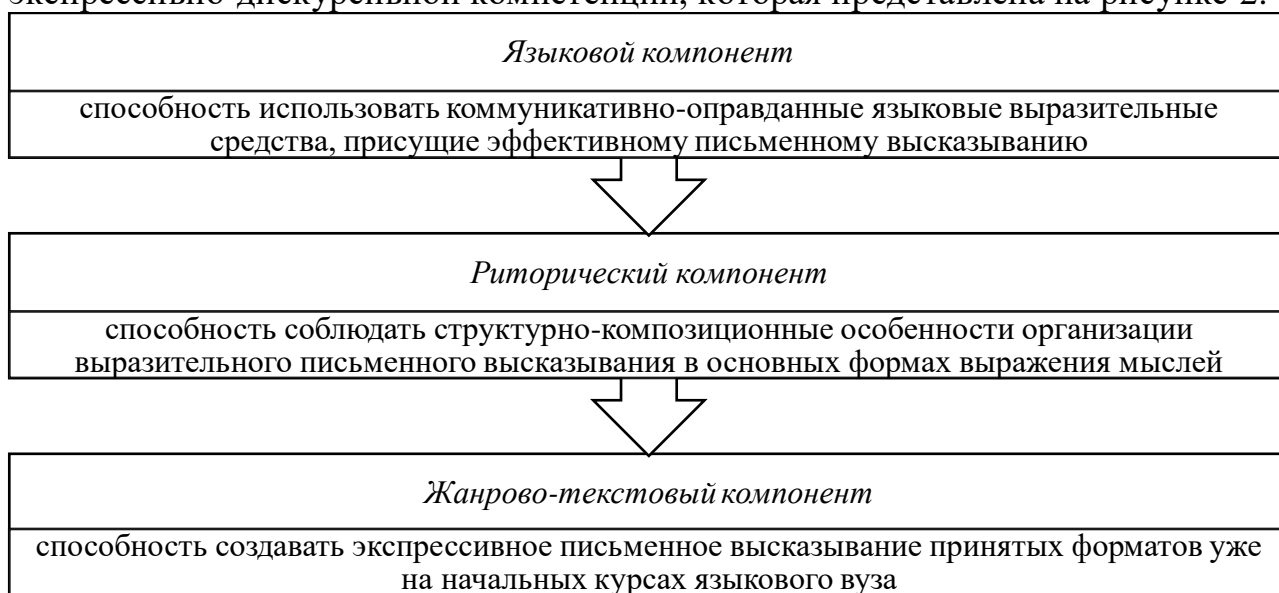 экспрессивно-дискурсивной компетенции, которая представлена на рисунке 2.
Языковой компонент
способность использовать коммуникативно-оправданные языковые выразительные
средства, присущие эффективному письменному высказыванию
Риторический компонент
способность соблюдать структурно-композиционные особенности организации
выразительного письменного высказывания в основных формах выражения мыслей
Жанрово-текстовый компонент
способность создавать экспрессивное письменное высказывание принятых форматов уже
на начальных курсах языкового вуза